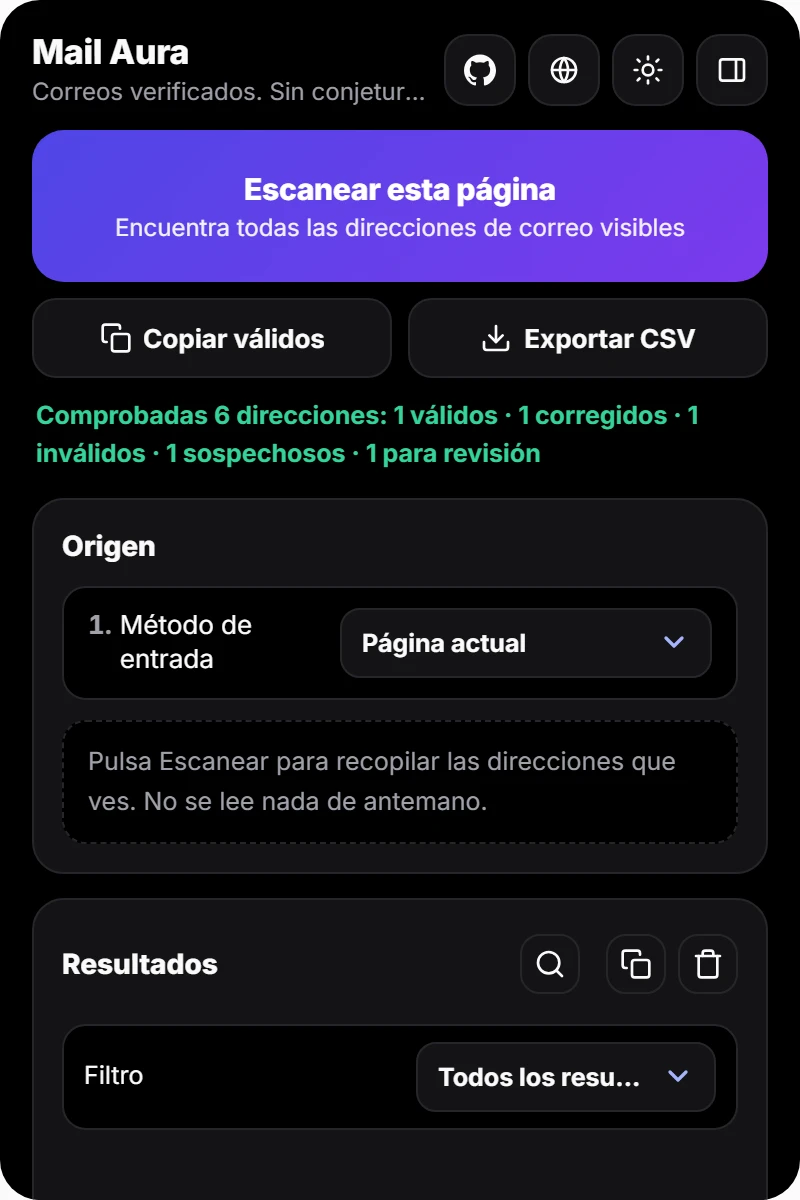 Mail Aura
Correos verificados. Sin conjetur...
Escanear esta página
Encuentra todas las direcciones de correo visibles
Copiar válidos
Exportar CSV
Comprobadas 6 direcciones: 1 válidos · 1 corregidos · 1
inválidos · 1 sospechosos · 1 para revisión
Origen
1. Método de
entrada
Página actual
Pulsa Escanear para recopilar las direcciones que
ves. No se lee nada de antemano.
Resultados
Filtro
Todos los resu...